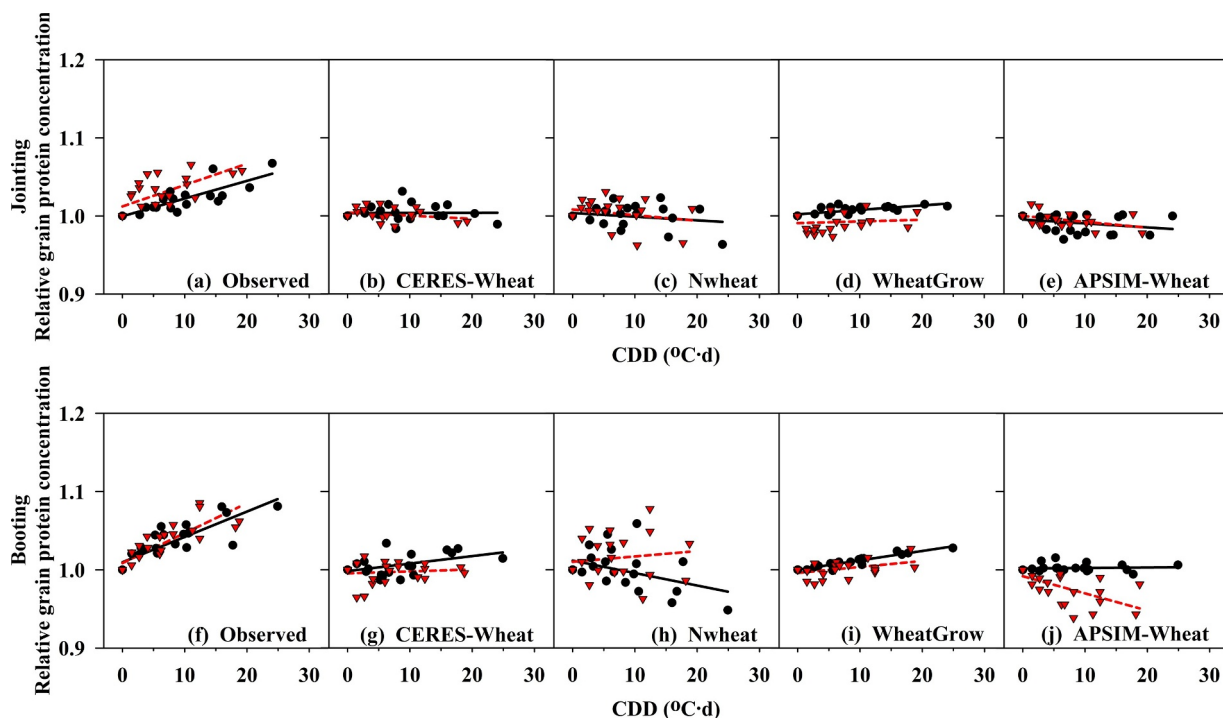 Jointing
Relative grain protein concentration
1.2
1.1
1.0
0.9
(a) Observed
(b) CERES-Wheat
(c) Nwheat
(d) WheatGrow
(e) APSIM-Wheat
0 10 20 30 0 10 20 30 0 10 20 30 0 10 20 30 0 10 20 30
CDD (°C·d)
Booting
Relative grain protein concentration
1.2
1.1
1.0
0.9
(f) Observed
(g) CERES-Wheat
(h) Nwheat
(i) WheatGrow
(j) APSIM-Wheat
0 10 20 30 0 10 20 30 0 10 20 30 0 10 20 30 0 10 20 30
CDD (°C·d)